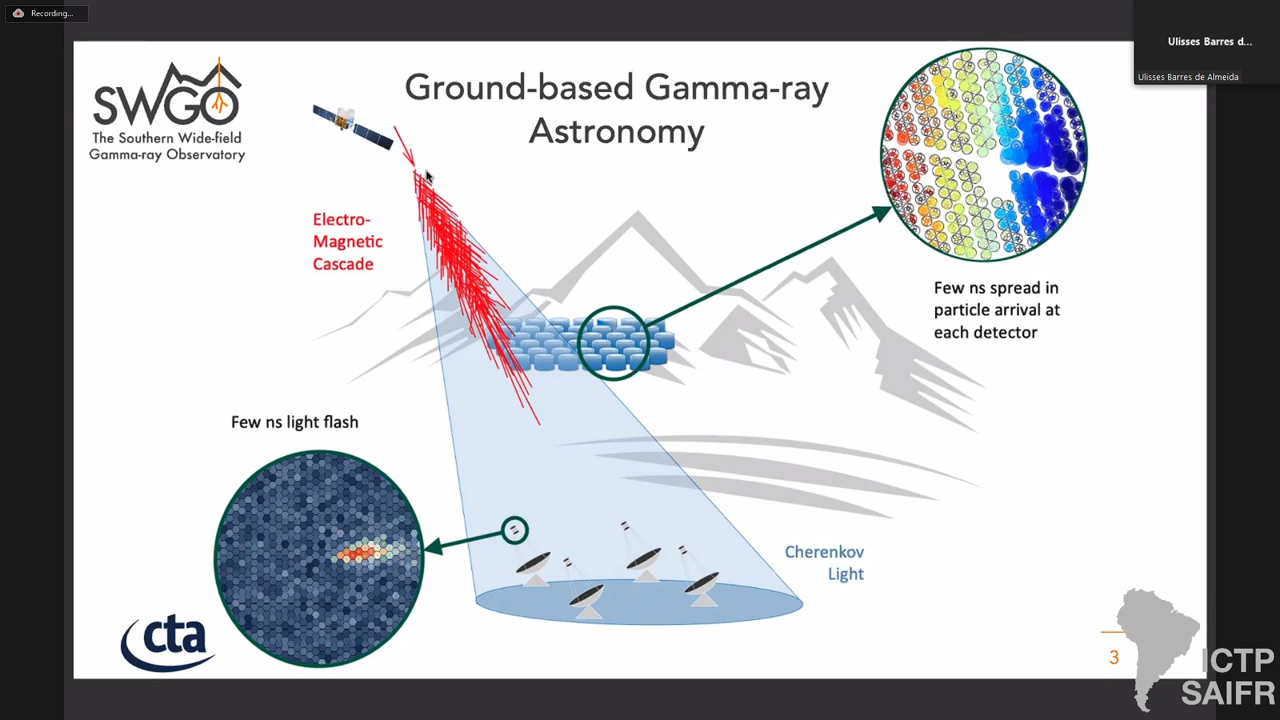 Recording...
Ulisses Barres d...
Ulisses Barres de Almeida
SWGO
The Southern Wide-field
Gamma-ray Observatory
Ground-based Gamma-ray
Astronomy
Electro-
Magnetic
Cascade
Few ns spread in
particle arrival at
each detector
Few ns light flash
Cherenkov
Light
cta
3
ICTP
SAIFR